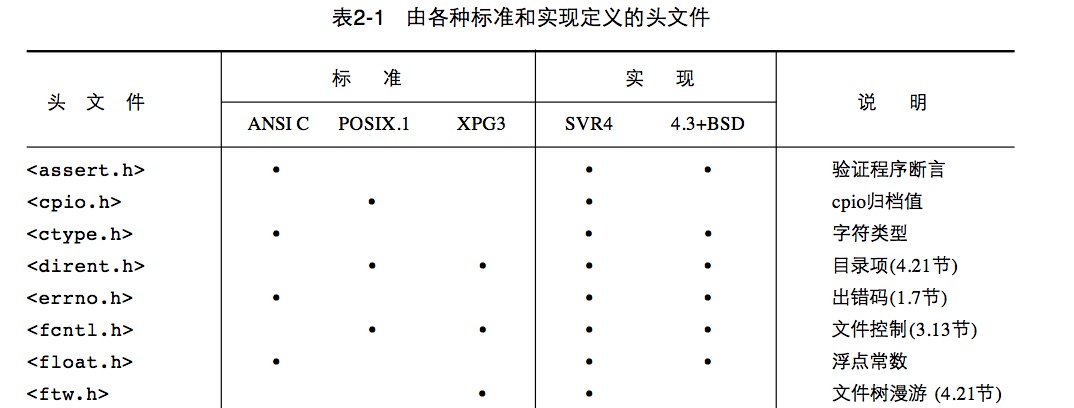 表2-1 由各种标准和实现定义的头文件
头 文 件 标 准 实 现 说 明
ANSI C POSIX.1 XPG3 SVR4 4.3+BSD
<assert.h> • • • 验证程序断言
<cpio.h> • • cpio归档值
<ctype.h> • • • 字符类型
<dirent.h> • • • • 目录项(4.21节)
<errno.h> • • • 出错码(1.7节)
<fcntl.h> • • • • 文件控制(3.13节)
<float.h> • • • 浮点常数
<ftw.h> • • 文件树漫游 (4.21节)